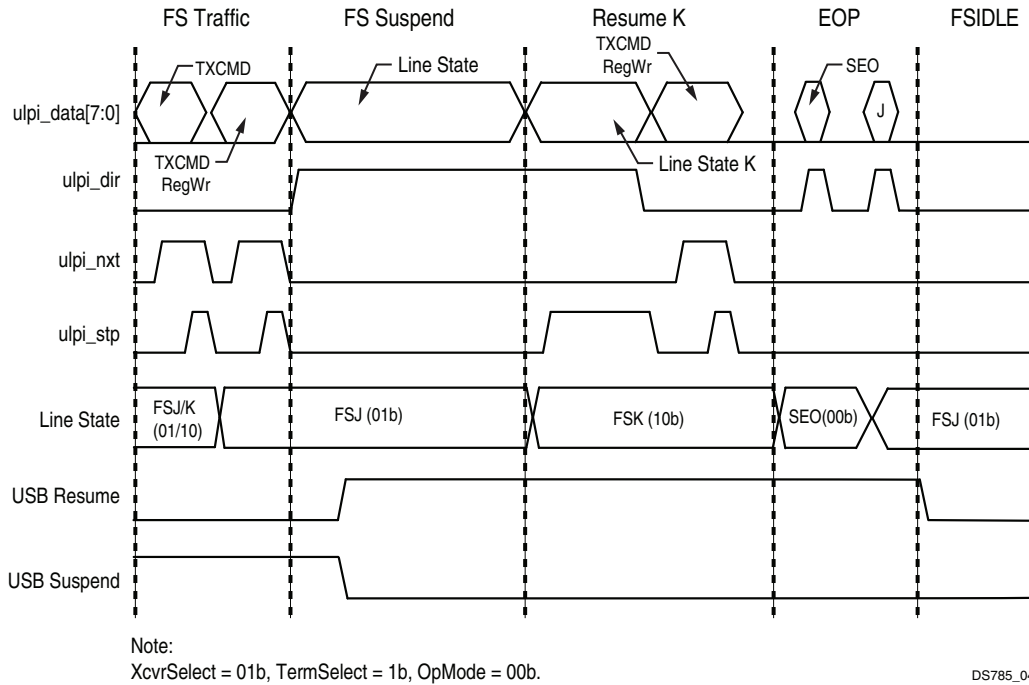 FS Traffic FS Suspend Resume K EOP FSIDLE
TXCMD Line State TXCMD
RegWr SEO
ulpi_data[7:0] J
TXCMD
RegWr Line State K
ulpi_dir
ulpi_nxt
ulpi_stp
Line State FSJ/K
(01/10) FSJ (01b) FSK (10b) SEO(00b) FSJ (01b)
USB Resume
USB Suspend
Note:
XcvrSelect = 01b, TermSelect = 1b, OpMode = 00b.